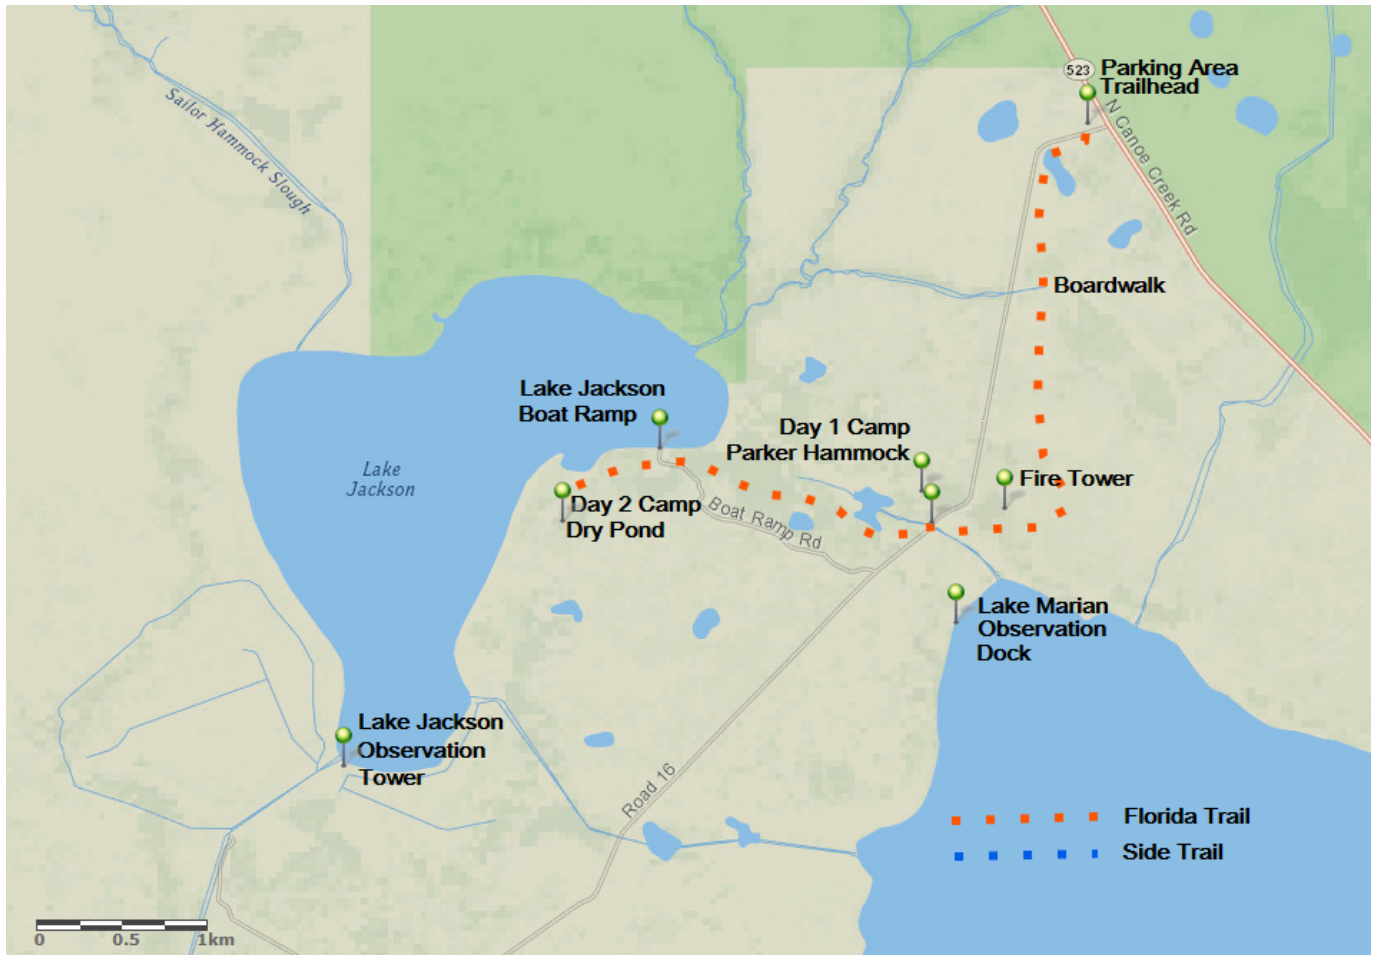 523
Parking Area
Trailhead
N Canoe Creek Rd
Sailor Hammock Slough
Boardwalk
Lake Jackson
Boat Ramp
Lake
Jackson
Day 1 Camp
Parker Hammock
Fire Tower
Day 2 Camp
Dry Pond
Boat Ramp Rd
Lake Marian
Observation
Dock
Lake Jackson
Observation
Tower
Road 16
Florida Trail
Side Trail
0 0.5 1km